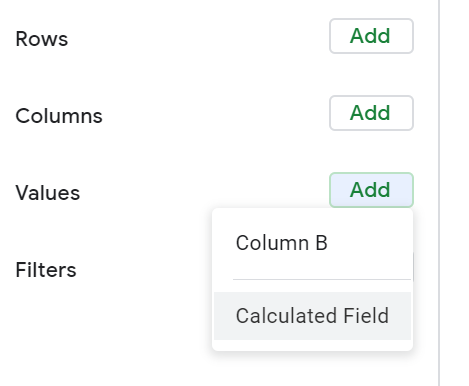 Rows Add
Columns Add
Values Add
Column B
Filters
Calculated Field